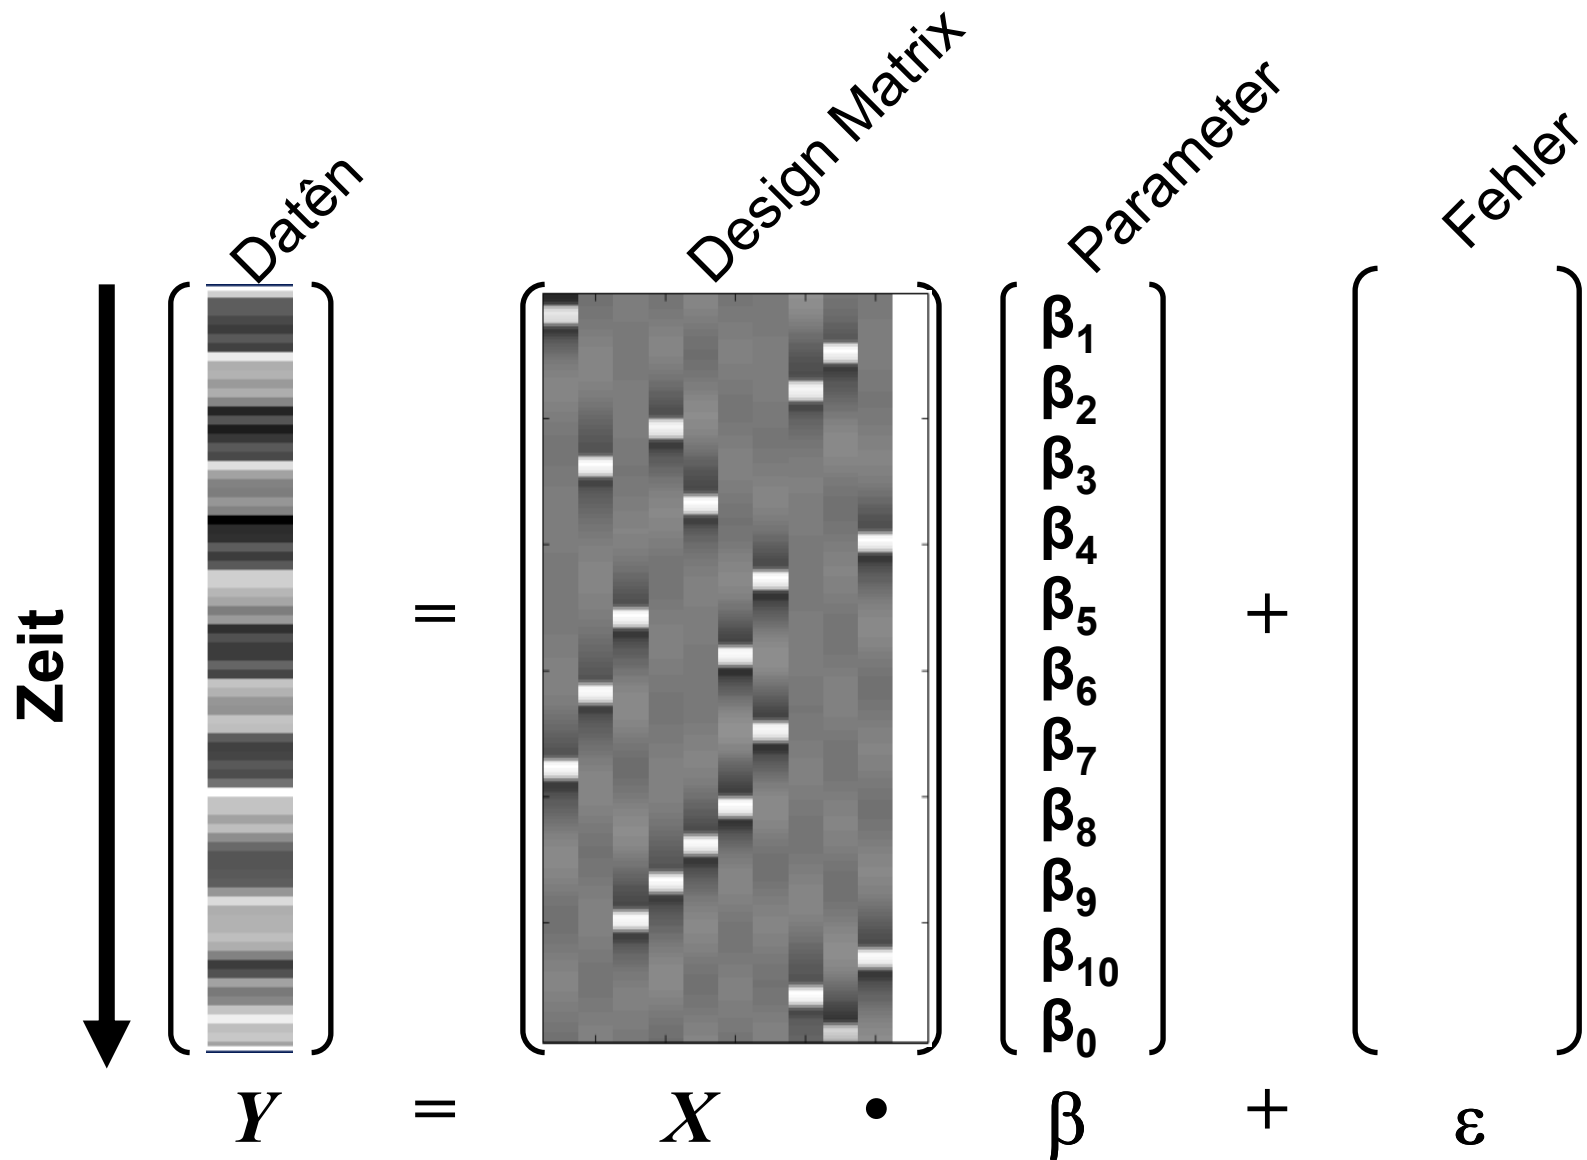 Datên
Design Matrix
Parameter
Fehler
Zeit
=
β1
β2
β3
β4
β5
β6
β7
β8
β9
β10
β0
+
Y = X • β + ε